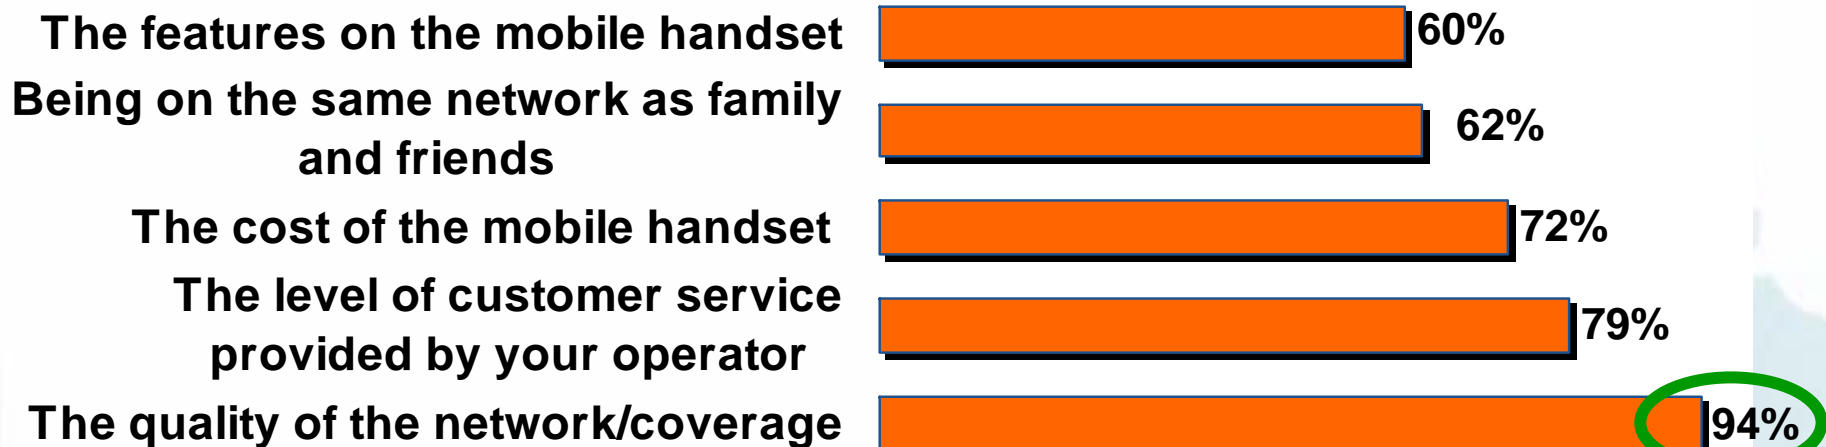 The features on the mobile handset
60%
Being on the same network as family
and friends
62%
The cost of the mobile handset
72%
The level of customer service
provided by your operator
79%
The quality of the network/coverage
94%